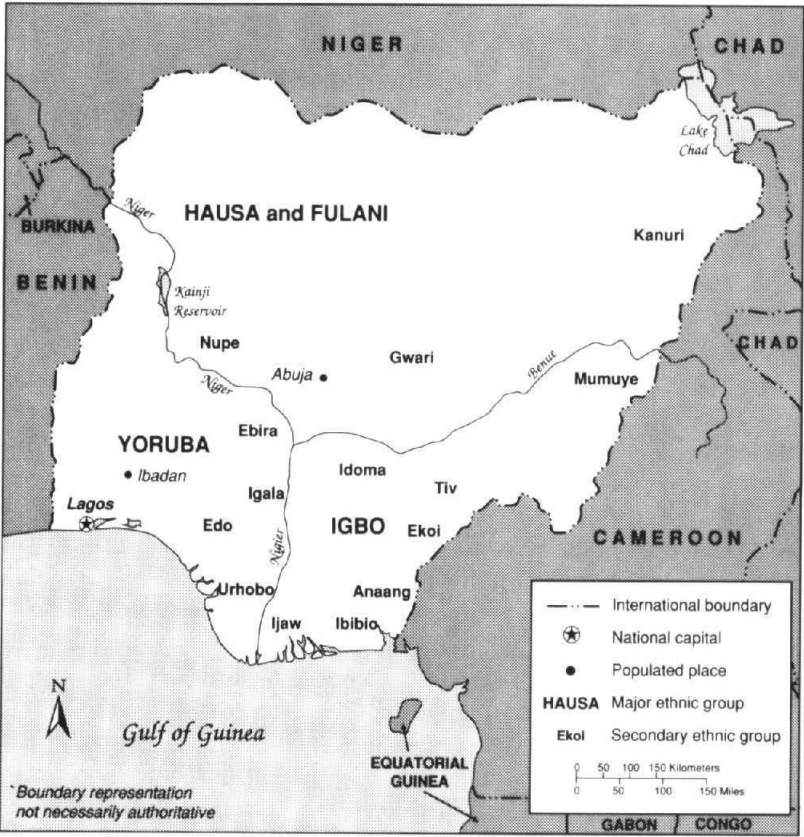 NIGER
CHAD
Lake
Chad
Niger
HAUSA and FULANI
BURKINA
Kanuri
BENIN
Kainji
Reservoir
CHAD
Nupe
Gwari
Benue
Abuja
Niger
Mumuye
Ebira
YORUBA
Idoma
Ibadan
Tiv
Igala
Lagos
Edo
IGBO
Ekoi
CAMEROON
Niger
Urhobo
Anaang
Ijaw
Ibibio
International boundary
National capital
Populated place
HAUSA Major ethnic group
Ekoi Secondary ethnic group
0 50 100 150 Kilometers
0 50 100 150 Miles
N
Gulf of Guinea
EQUATORIAL
GUINEA
Boundary representation
not necessarily authoritative
GABON
CONGO